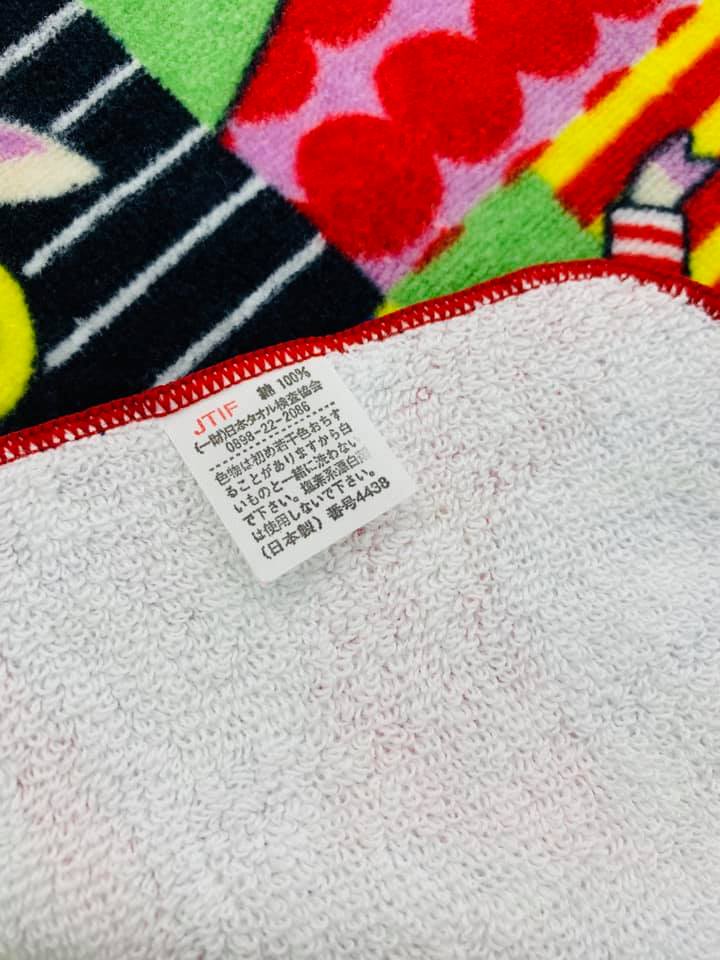 綿 100%
JTIF
(一財)日本タオル検査協会
0898-22-2086
色物は初め若干色おちす
ることがありますから白
いものと一緒に洗わない
で下さい。塩素系漂白剤
は使用しないで下さい。
(日本製) 番号4438